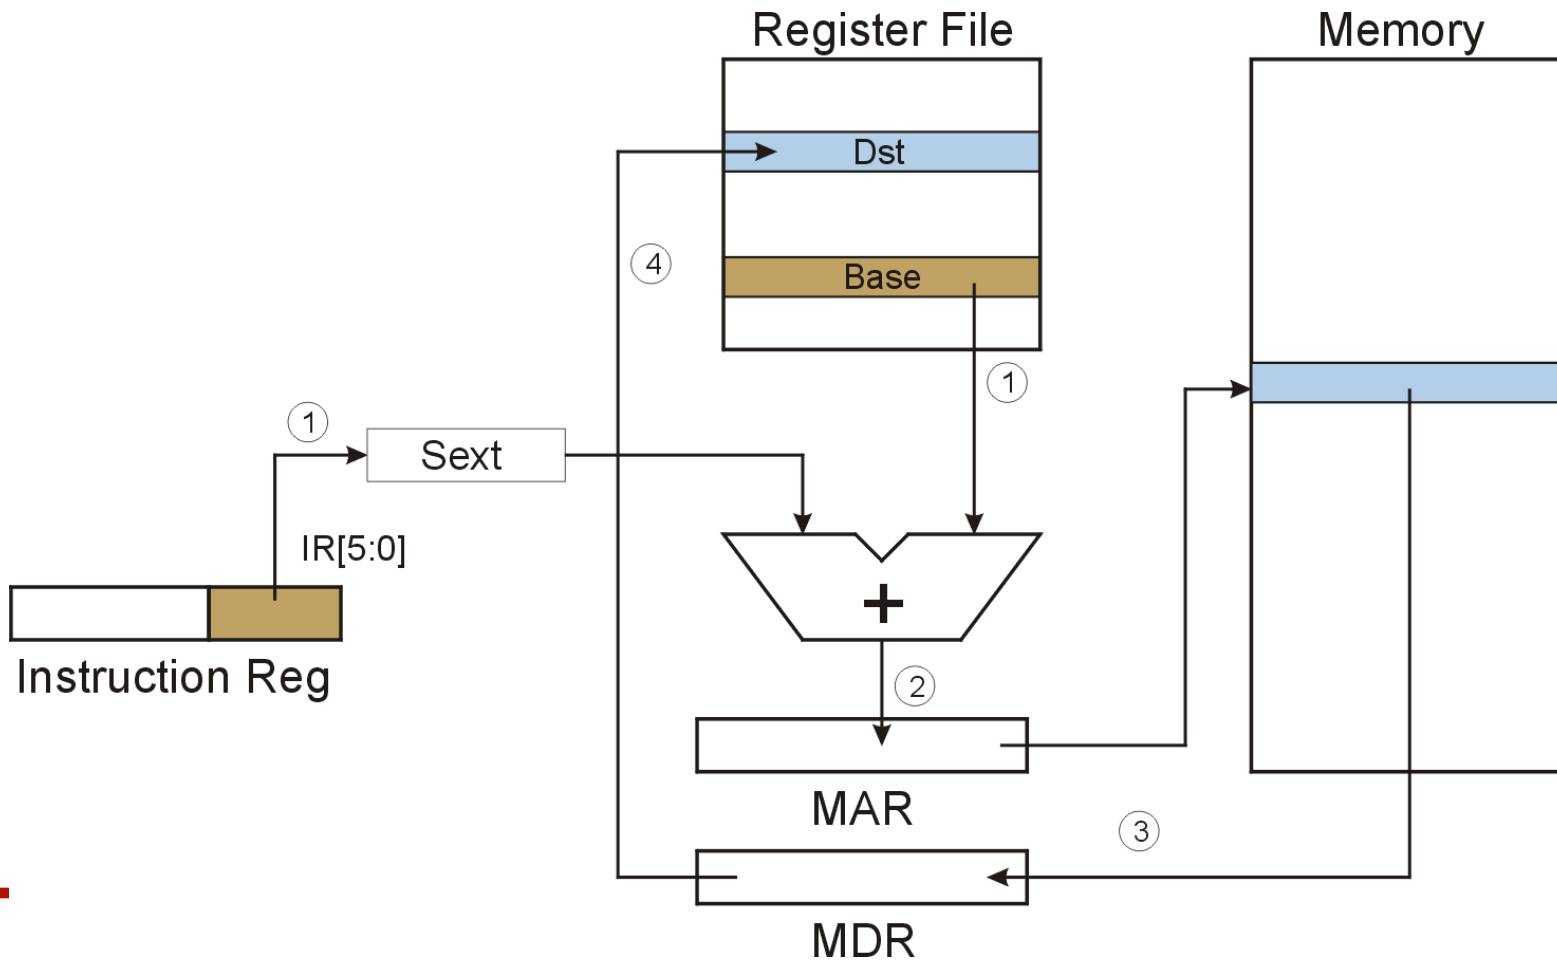 Register File
Memory
Dst
4
Base
1
1
Sext
IR[5:0]
+
Instruction Reg
2
MAR
3
MDR